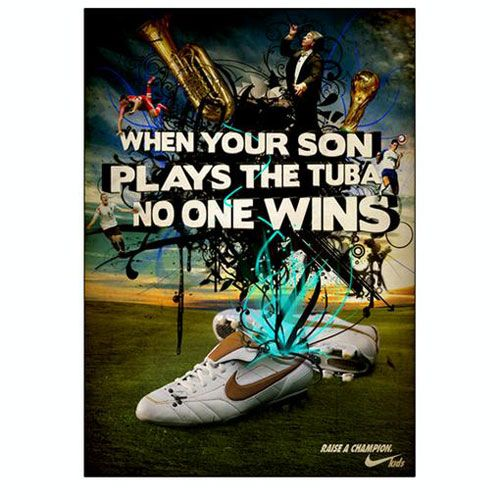 WHEN YOUR SON
PLAYS THE TUBA
NO ONE WINS
RAISE A CHAMPION.
kids